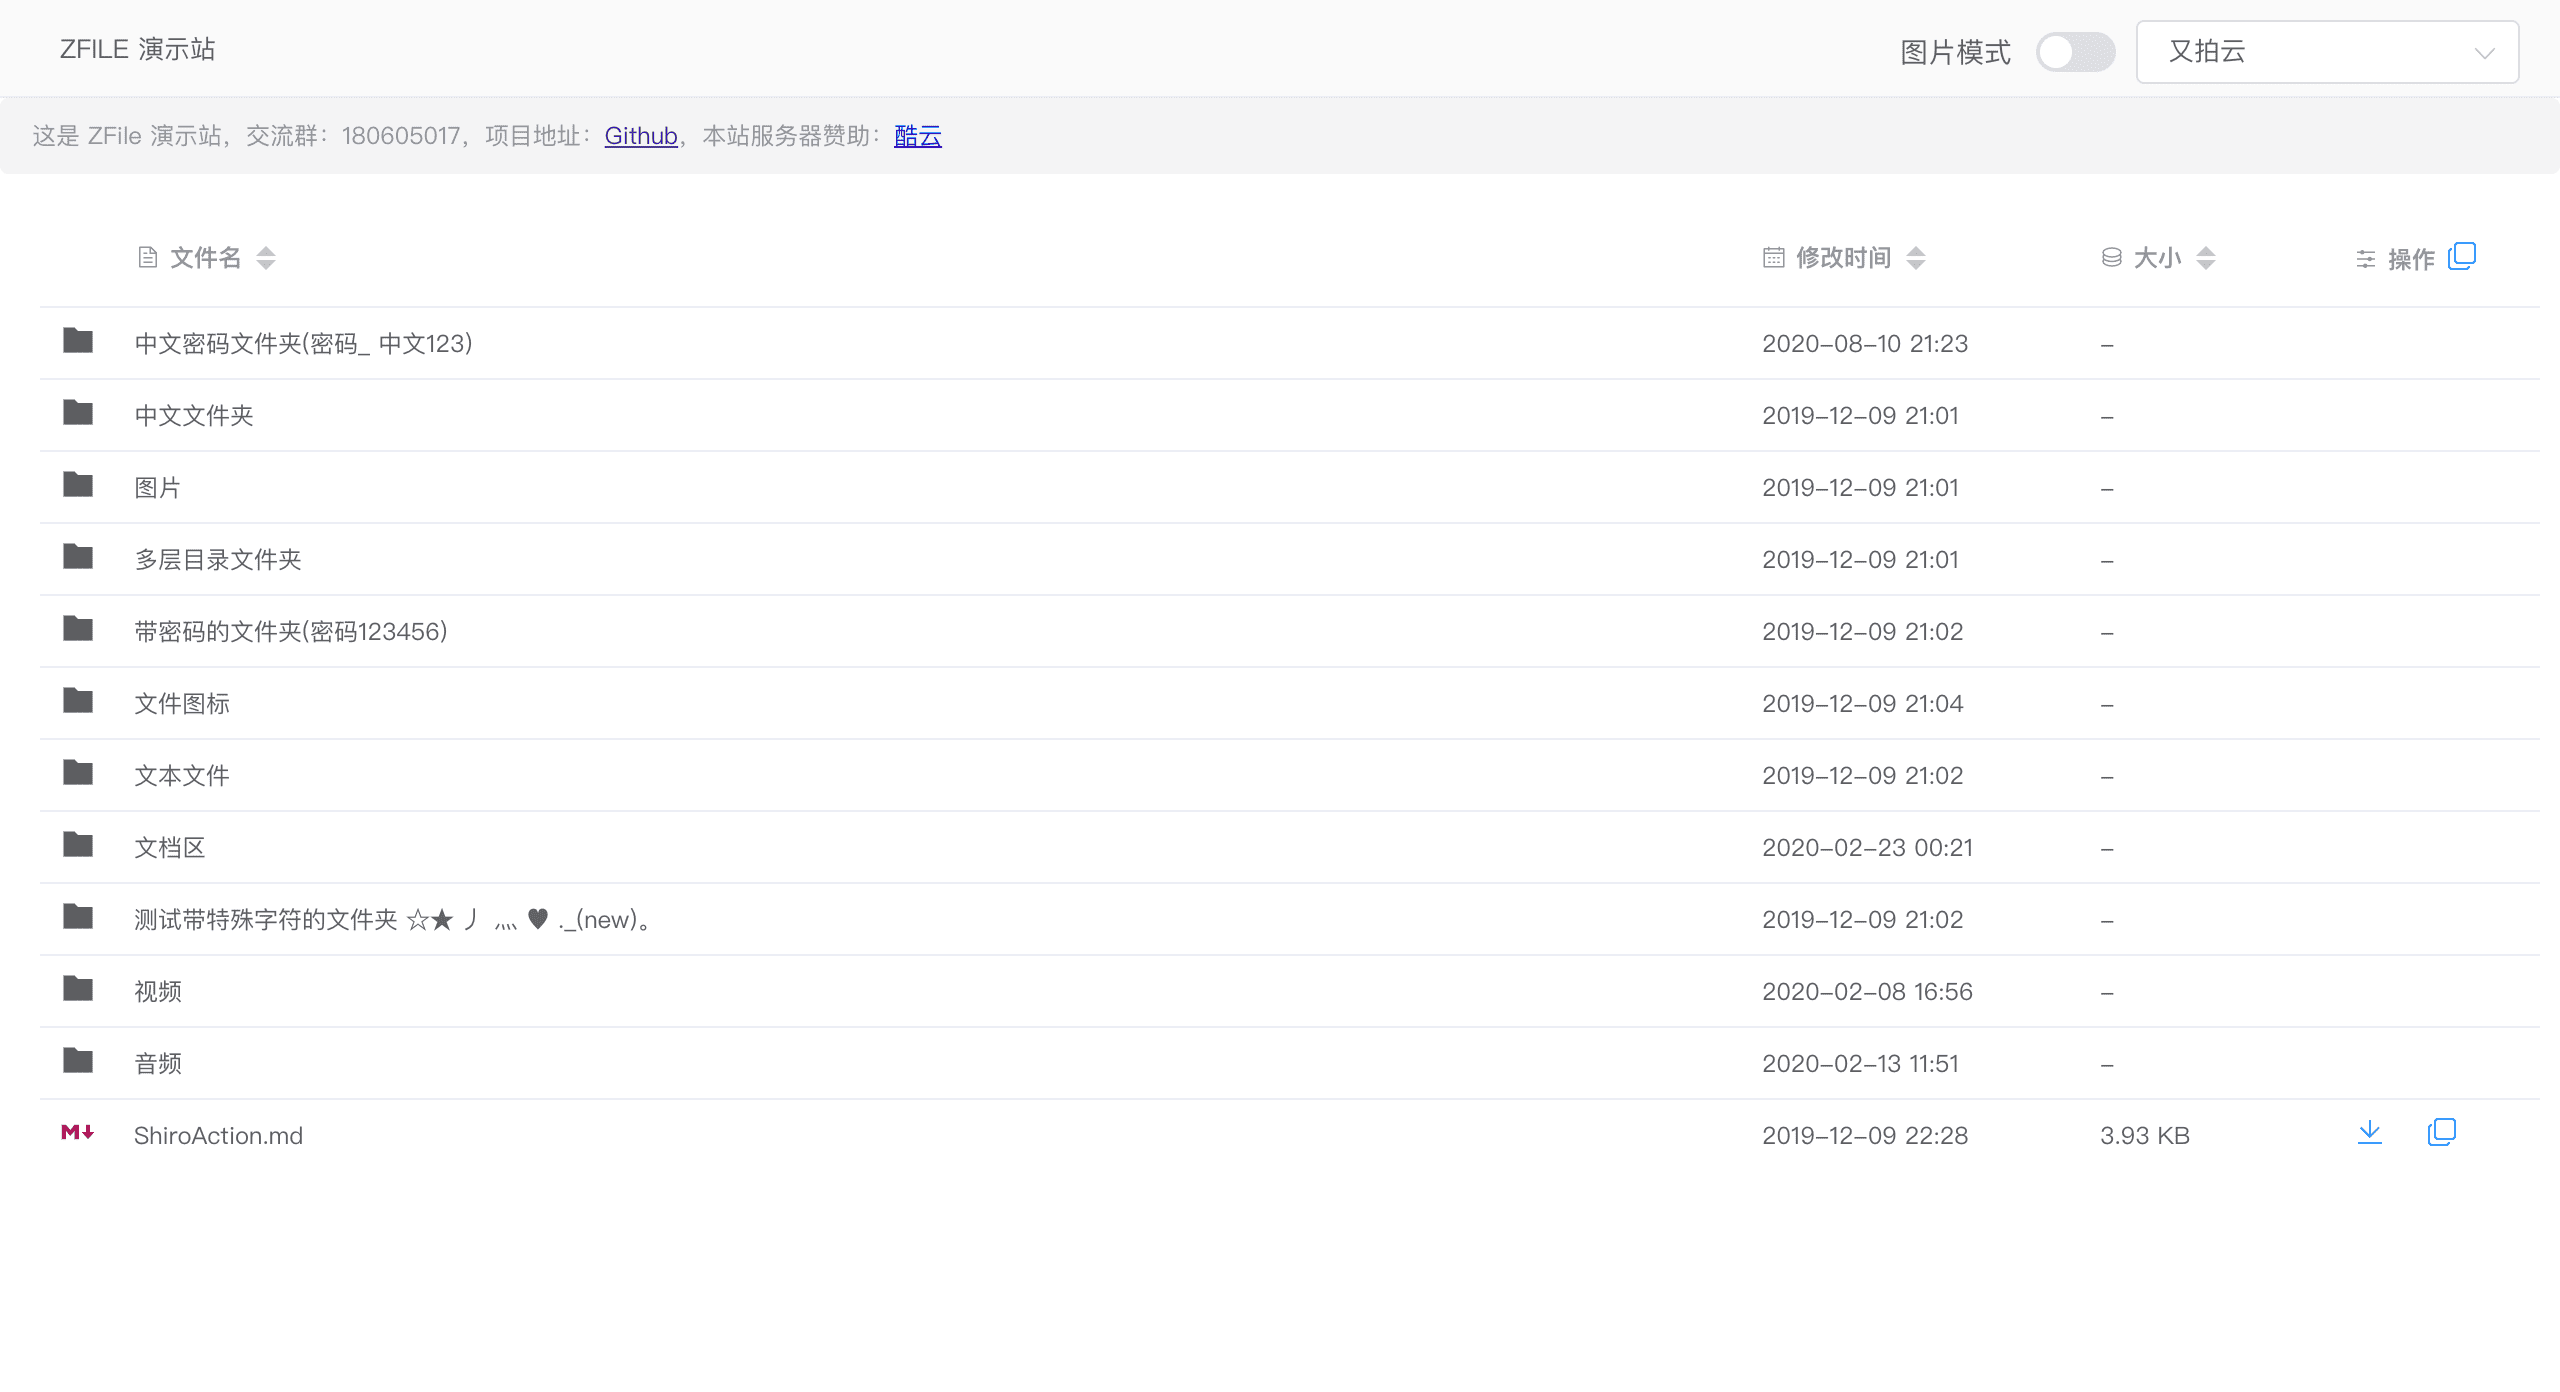 ZFILE 演示站 图片模式 又拍云
这是 ZFile 演示站，交流群：180605017，项目地址：Github，本站服务器赞助：酷云
文件名 修改时间 大小 操作
中文密码文件夹(密码_ 中文123) 2020-08-10 21:23 -
中文文件夹 2019-12-09 21:01 -
图片 2019-12-09 21:01 -
多层目录文件夹 2019-12-09 21:01 -
带密码的文件夹(密码123456) 2019-12-09 21:02 -
文件图标 2019-12-09 21:04 -
文本文件 2019-12-09 21:02 -
文档区 2020-02-23 00:21 -
测试带特殊字符的文件夹 ☆★ 丿 灬 ♥ ._(new)。 2019-12-09 21:02 -
视频 2020-02-08 16:56 -
音频 2020-02-13 11:51 -
M↓ ShiroAction.md 2019-12-09 22:28 3.93 KB